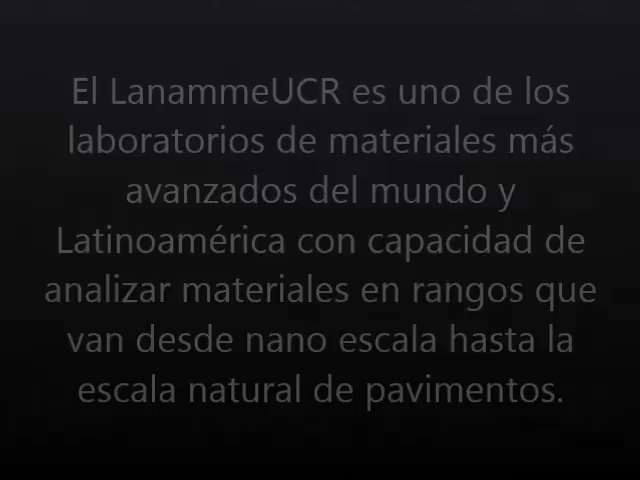 El LanammeUCR es uno de los
laboratorios de materiales más
avanzados del mundo y
Latinoamérica con capacidad de
analizar materiales en rangos que
van desde nano escala hasta la
escala natural de pavimentos.